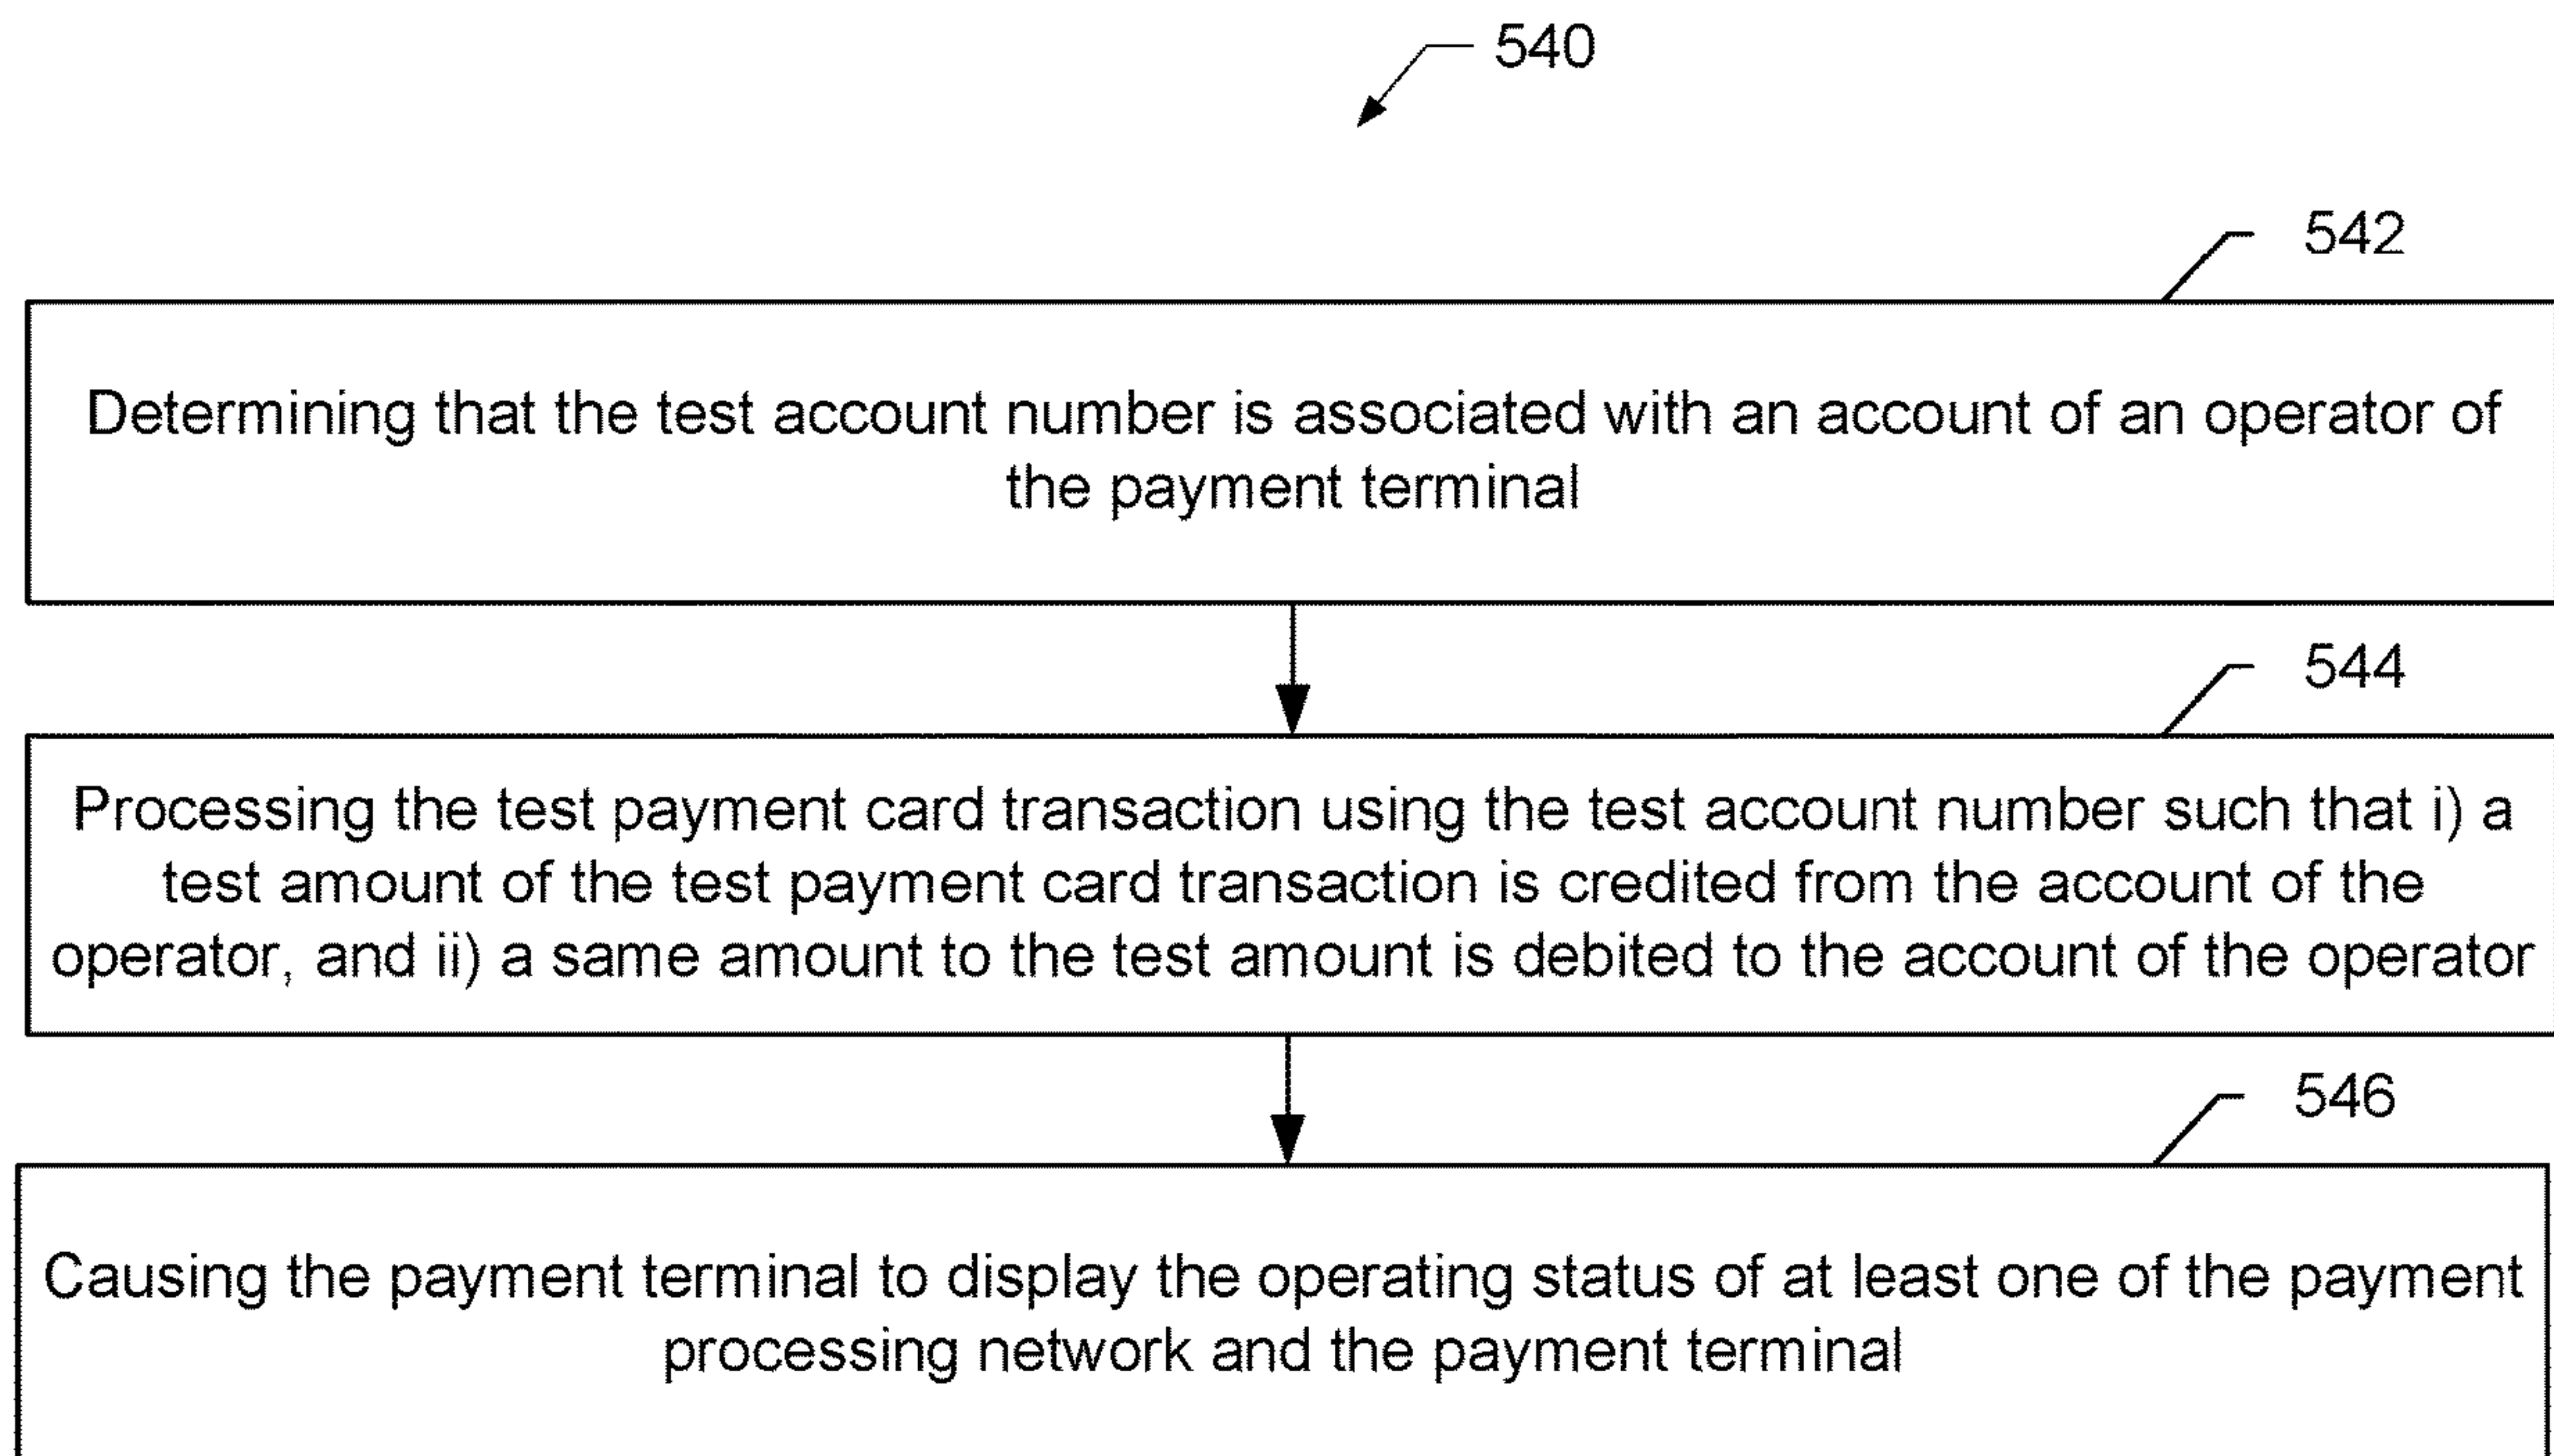 540
542
Determining that the test account number is associated with an account of an operator of
the payment terminal
544
Processing the test payment card transaction using the test account number such that i) a
test amount of the test payment card transaction is credited from the account of the
operator, and ii) a same amount to the test amount is debited to the account of the operator
546
Causing the payment terminal to display the operating status of at least one of the payment
processing network and the payment terminal